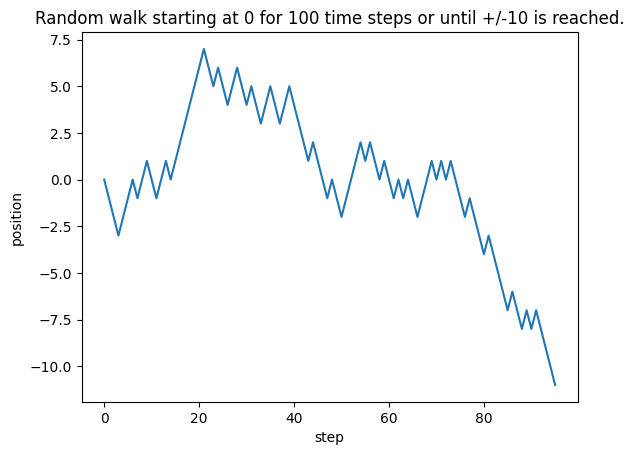 Random walk starting at 0 for 100 time steps or until +/-10 is reached.
7.5
5.0
2.5
0.0
−2.5
−5.0
−7.5
−10.0
position
0 20 40 60 80
step